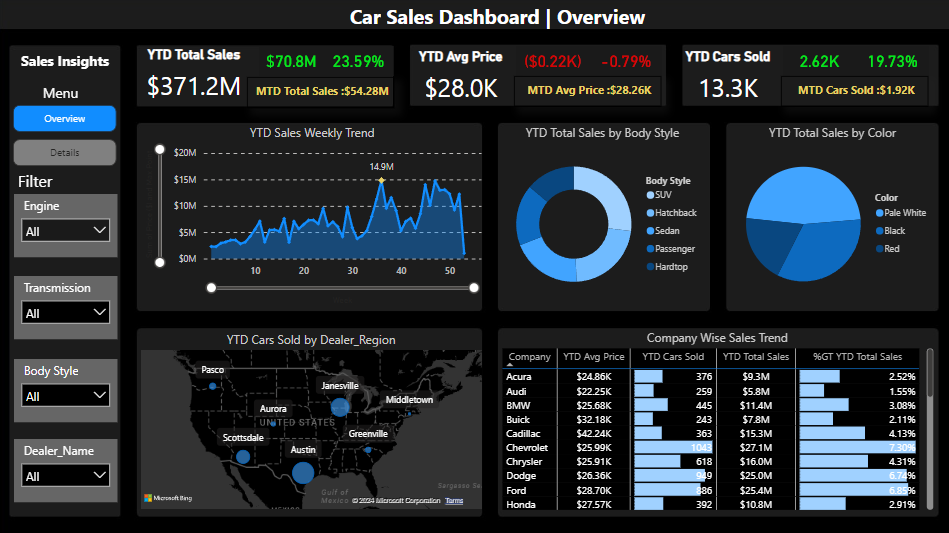 Car Sales Dashboard | Overview
Sales Insights
Menu
Overview
Details
Filter
Engine
All
Transmission
All
Body Style
All
Dealer_Name
All
YTD Total Sales
$70.8M 23.59%
$371.2M
MTD Total Sales :$54.28M
YTD Avg Price
($0.22K) -0.79%
$28.0K
MTD Avg Price :$28.26K
YTD Cars Sold
2.62K 19.73%
13.3K
MTD Cars Sold :$1.92K
YTD Sales Weekly Trend
$20M
$15M
$10M
$5M
$0M
14.9M
10 20 30 40 50
YTD Total Sales by Body Style
Body Style
SUV
Hatchback
Sedan
Passenger
Hardtop
YTD Total Sales by Color
Color
Pale White
Black
Red
YTD Cars Sold by Dealer_Region
Pasco
Janesville
Aurora
Middletown
UNITED STATES
Scottsdale
Greenville
Austin
Gulf of
Mexico
Sargasso Se
MEXICO
Microsoft Bing
© 2024 Microsoft Corporation Terms
Company Wise Sales Trend
Company YTD Avg Price YTD Cars Sold YTD Total Sales %GT YTD Total Sales
Acura $24.86K 376 $9.3M 2.52%
Audi $22.25K 259 $5.8M 1.55%
BMW $25.68K 445 $11.4M 3.08%
Buick $32.18K 243 $7.8M 2.11%
Cadillac $42.24K 363 $15.3M 4.13%
Chevrolet $25.99K 1043 $27.1M 7.30%
Chrysler $25.91K 618 $16.0M 4.31%
Dodge $26.36K 949 $25.0M 6.74%
Ford $28.70K 886 $25.4M 6.85%
Honda $27.57K 392 $10.8M 2.91%